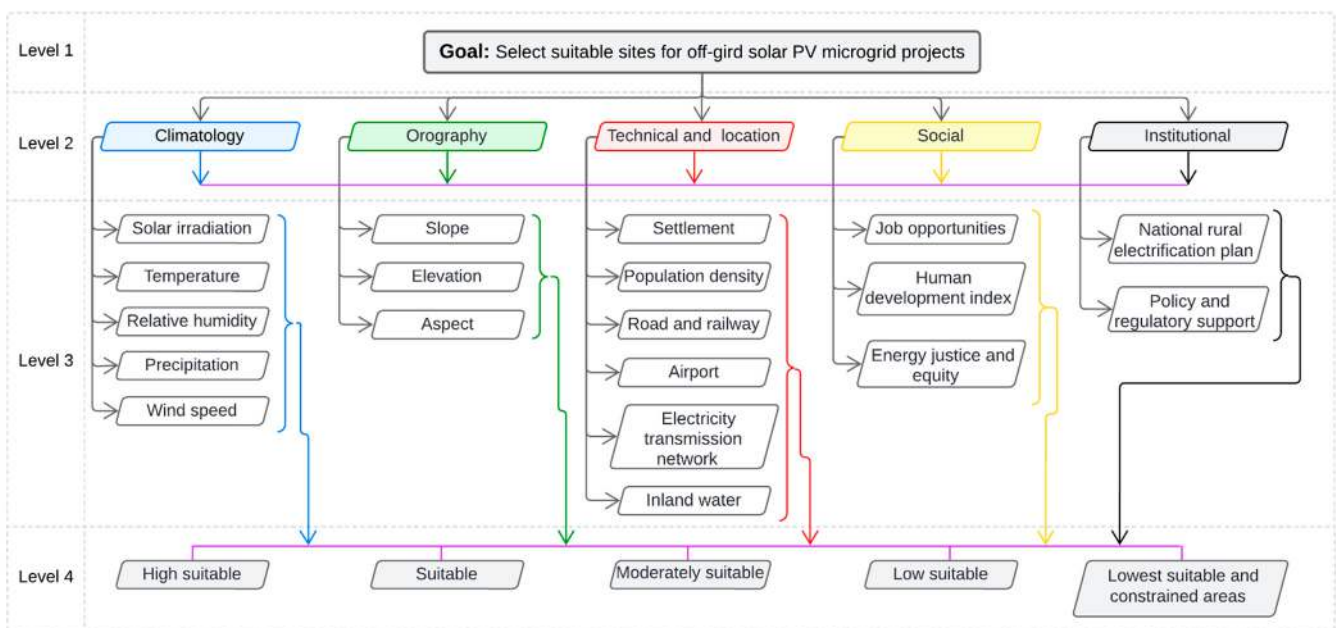 Level 1
Goal: Select suitable sites for off-gird solar PV microgrid projects
Level 2
Climatology
Orography
Technical and location
Social
Institutional
Level 3
Solar irradiation
Temperature
Relative humidity
Precipitation
Wind speed
Slope
Elevation
Aspect
Settlement
Population density
Road and railway
Airport
Electricity
transmission
network
Inland water
Job opportunities
Human
development index
Energy justice and
equity
National rural
electrification plan
Policy and
regulatory support
Level 4
High suitable
Suitable
Moderately suitable
Low suitable
Lowest suitable and
constrained areas